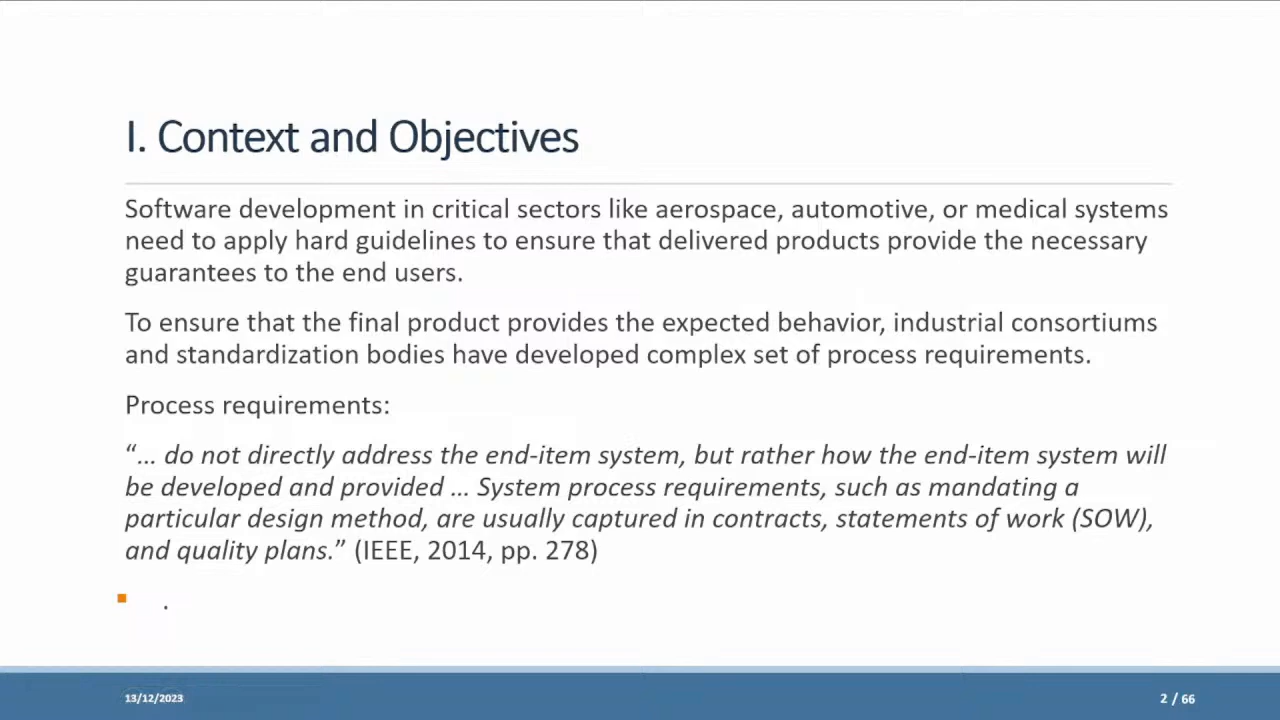 I. Context and Objectives
Software development in critical sectors like aerospace, automotive, or medical systems
need to apply hard guidelines to ensure that delivered products provide the necessary
guarantees to the end users.
To ensure that the final product provides the expected behavior, industrial consortiums
and standardization bodies have developed complex set of process requirements.
Process requirements:
“… do not directly address the end-item system, but rather how the end-item system will
be developed and provided … System process requirements, such as mandating a
particular design method, are usually captured in contracts, statements of work (SOW),
and quality plans.” (IEEE, 2014, pp. 278)
▪ .
13/12/2023
2 / 66